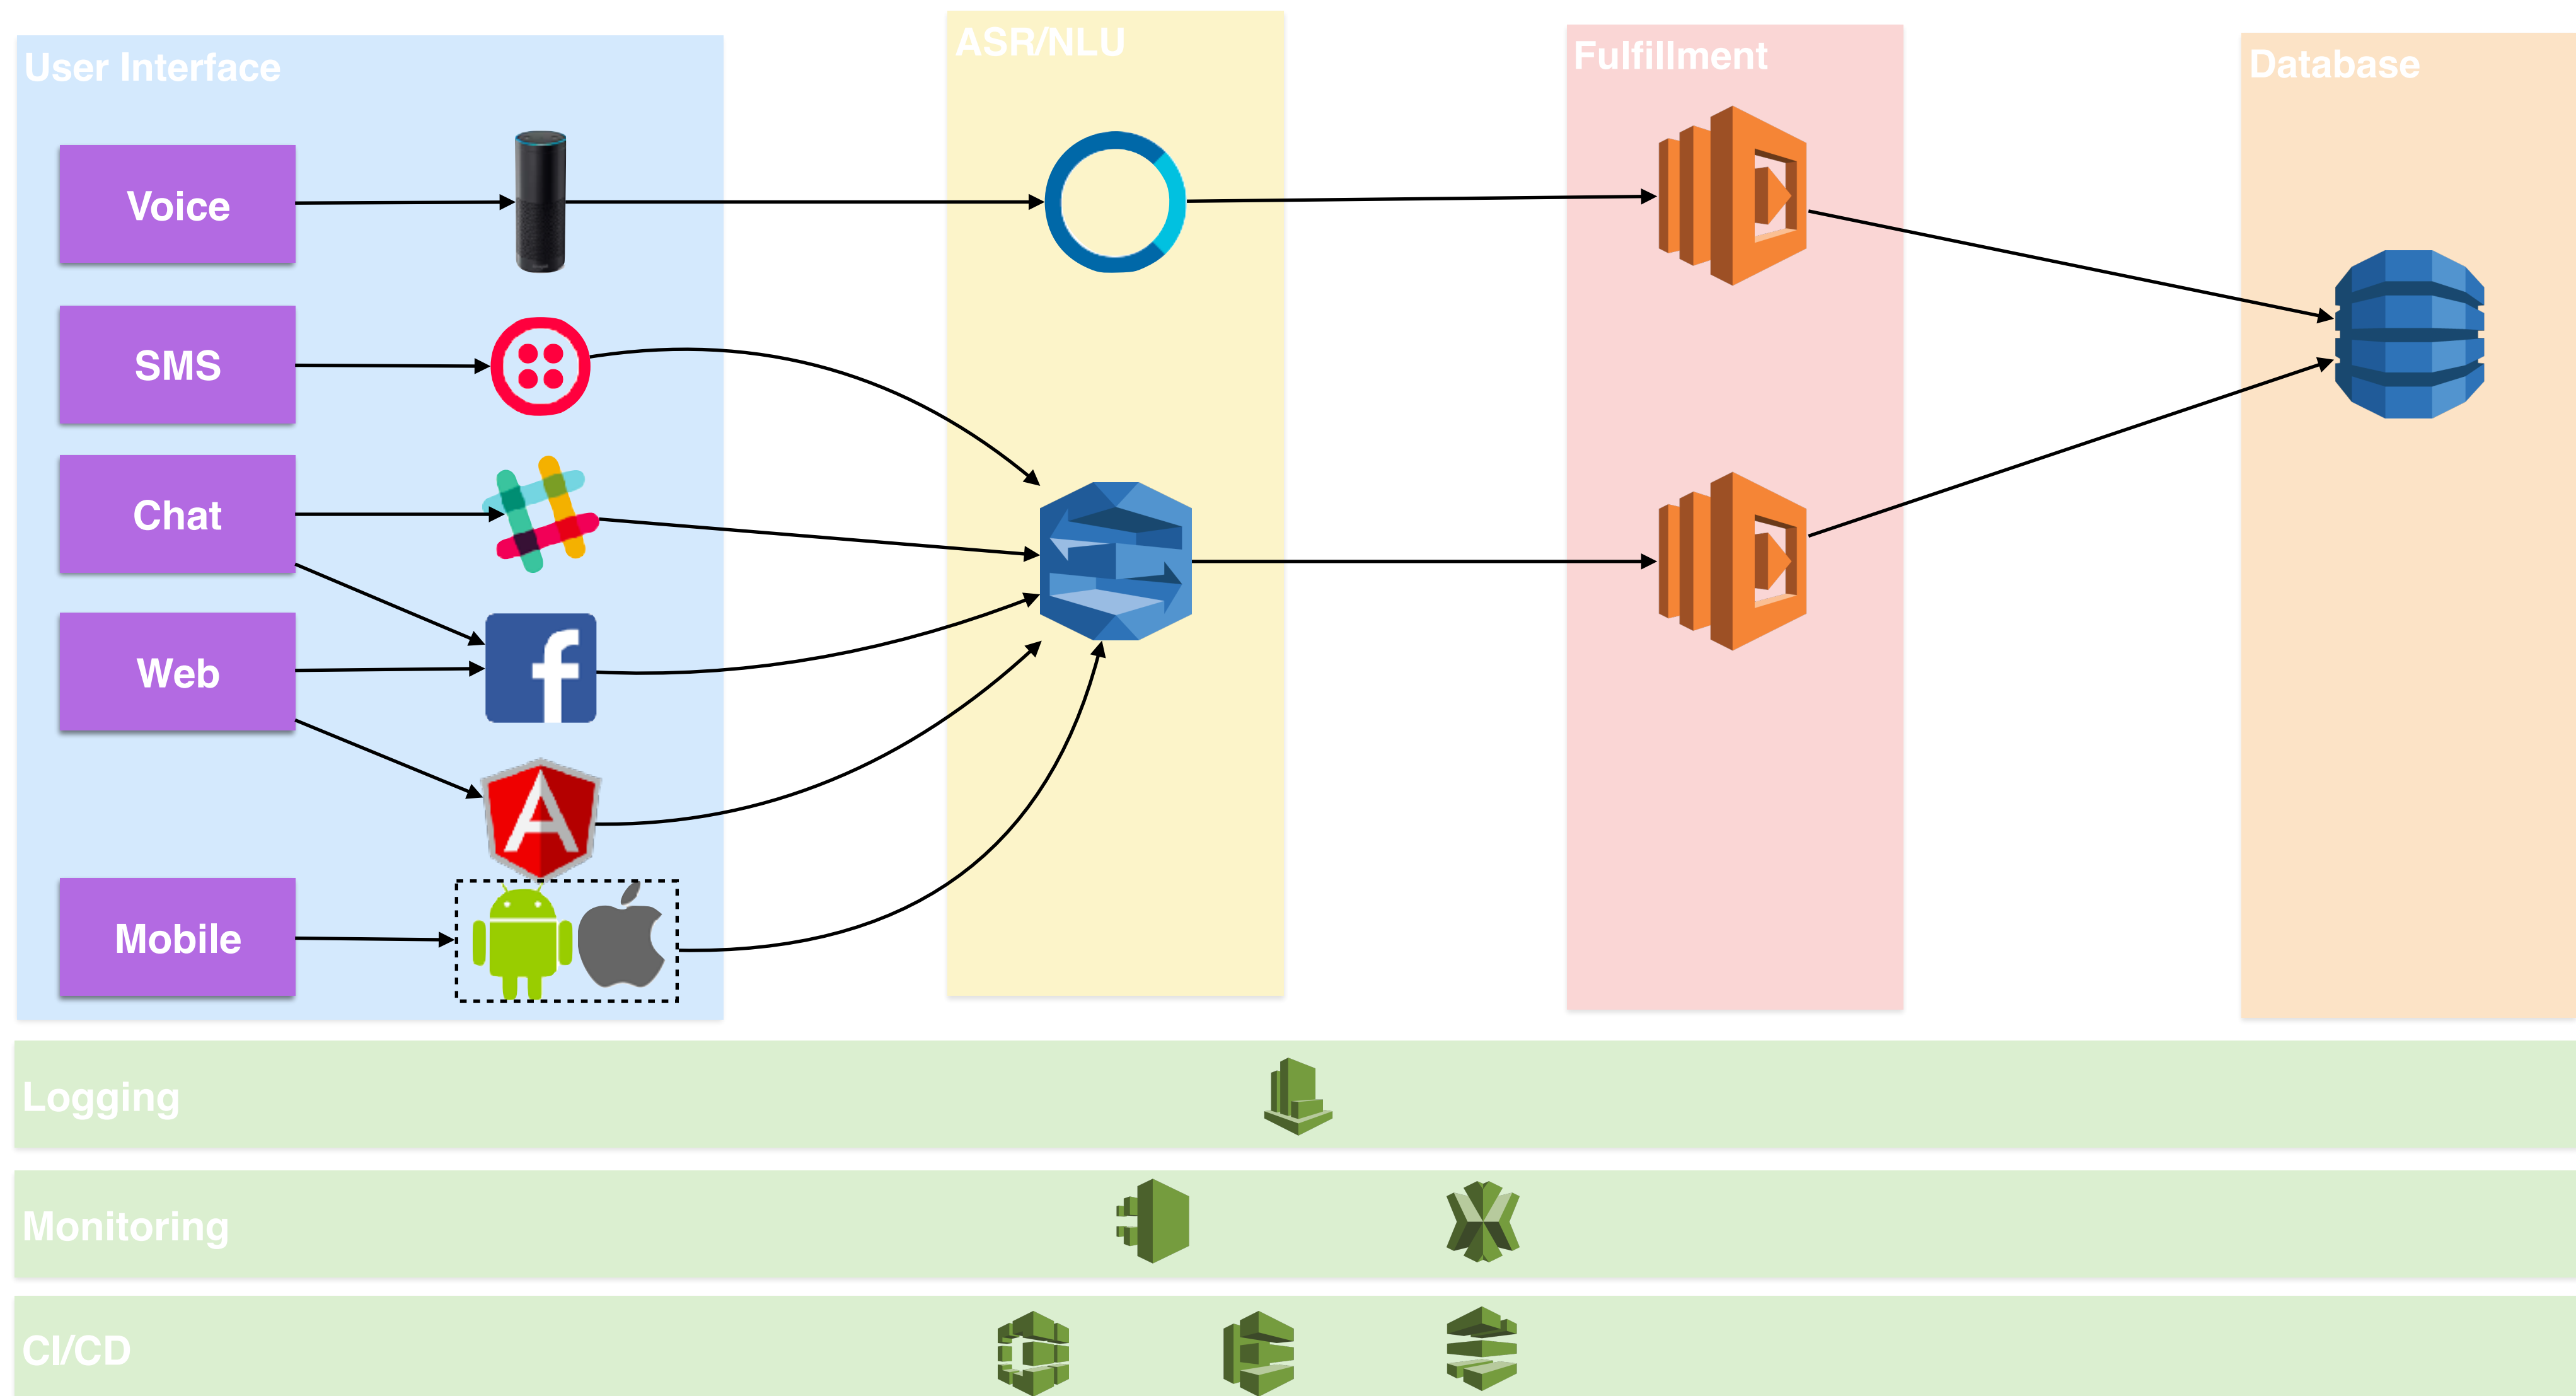 User Interface
ASR/NLU
Fulfillment
Database
Voice
SMS
Chat
Web
Mobile
Logging
Monitoring
CI/CD